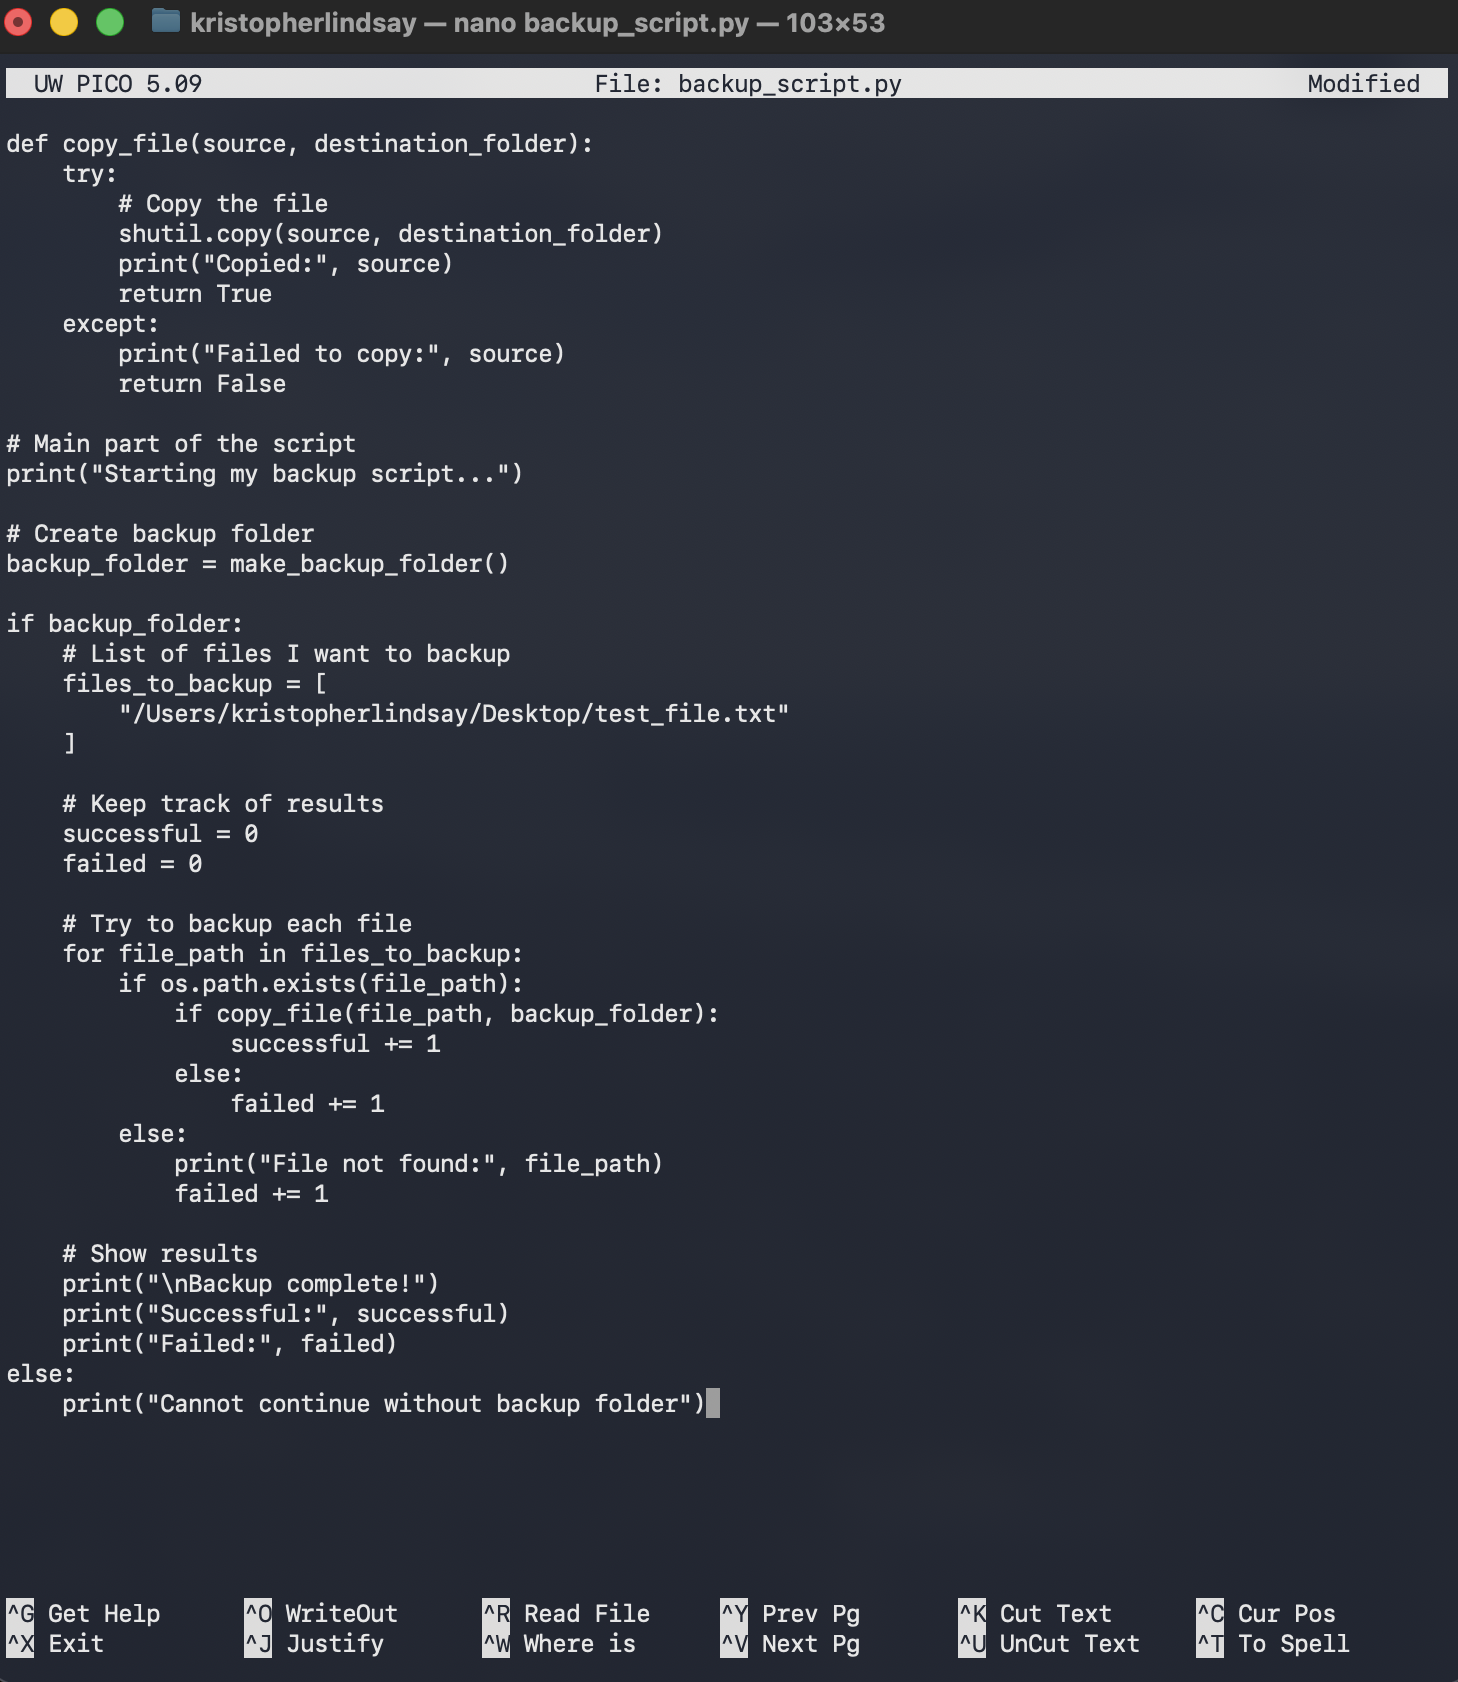 kristopherlindsay — nano backup_script.py — 103×53
UW PICO 5.09 File: backup_script.py Modified
def copy_file(source, destination_folder):
    try:
        # Copy the file
        shutil.copy(source, destination_folder)
        print("Copied:", source)
        return True
    except:
        print("Failed to copy:", source)
        return False
# Main part of the script
print("Starting my backup script...")
# Create backup folder
backup_folder = make_backup_folder()
if backup_folder:
    # List of files I want to backup
    files_to_backup = [
        "/Users/kristopherlindsay/Desktop/test_file.txt"
    ]
    # Keep track of results
    successful = 0
    failed = 0
    # Try to backup each file
    for file_path in files_to_backup:
        if os.path.exists(file_path):
            if copy_file(file_path, backup_folder):
                successful += 1
            else:
                failed += 1
        else:
            print("File not found:", file_path)
            failed += 1
    # Show results
    print("\nBackup complete!")
    print("Successful:", successful)
    print("Failed:", failed)
else:
    print("Cannot continue without backup folder")
^G Get Help ^O WriteOut ^R Read File ^Y Prev Pg ^K Cut Text ^C Cur Pos
^X Exit ^J Justify ^W Where is ^V Next Pg ^U UnCut Text ^T To Spell